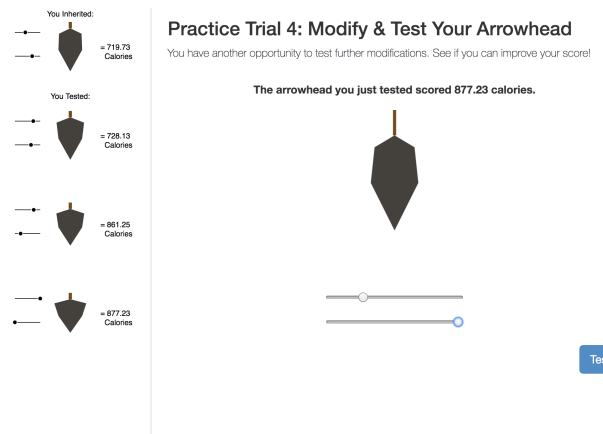 You Inherited:
= 719.73
Calories
You Tested:
= 728.13
Calories
= 861.25
Calories
= 877.23
Calories
Practice Trial 4: Modify & Test Your Arrowhead
You have another opportunity to test further modifications. See if you can improve your score!
The arrowhead you just tested scored 877.23 calories.